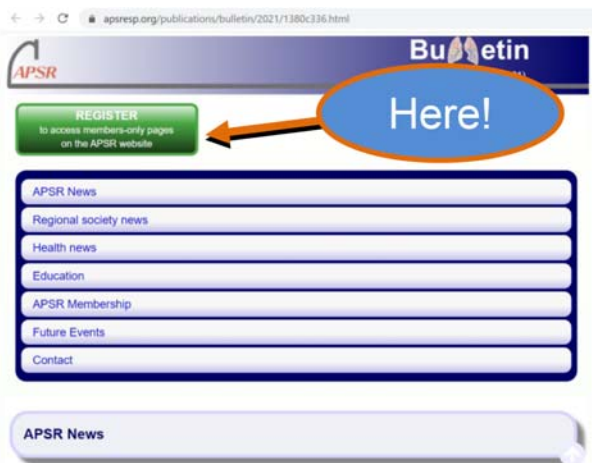 apsresp.org/publications/bulletin/2021/1380c336.html
APSR
Bulletin
REGISTER
to access members-only pages
on the APSR website
Here!
APSR News
Regional society news
Health news
Education
APSR Membership
Future Events
Contact
APSR News